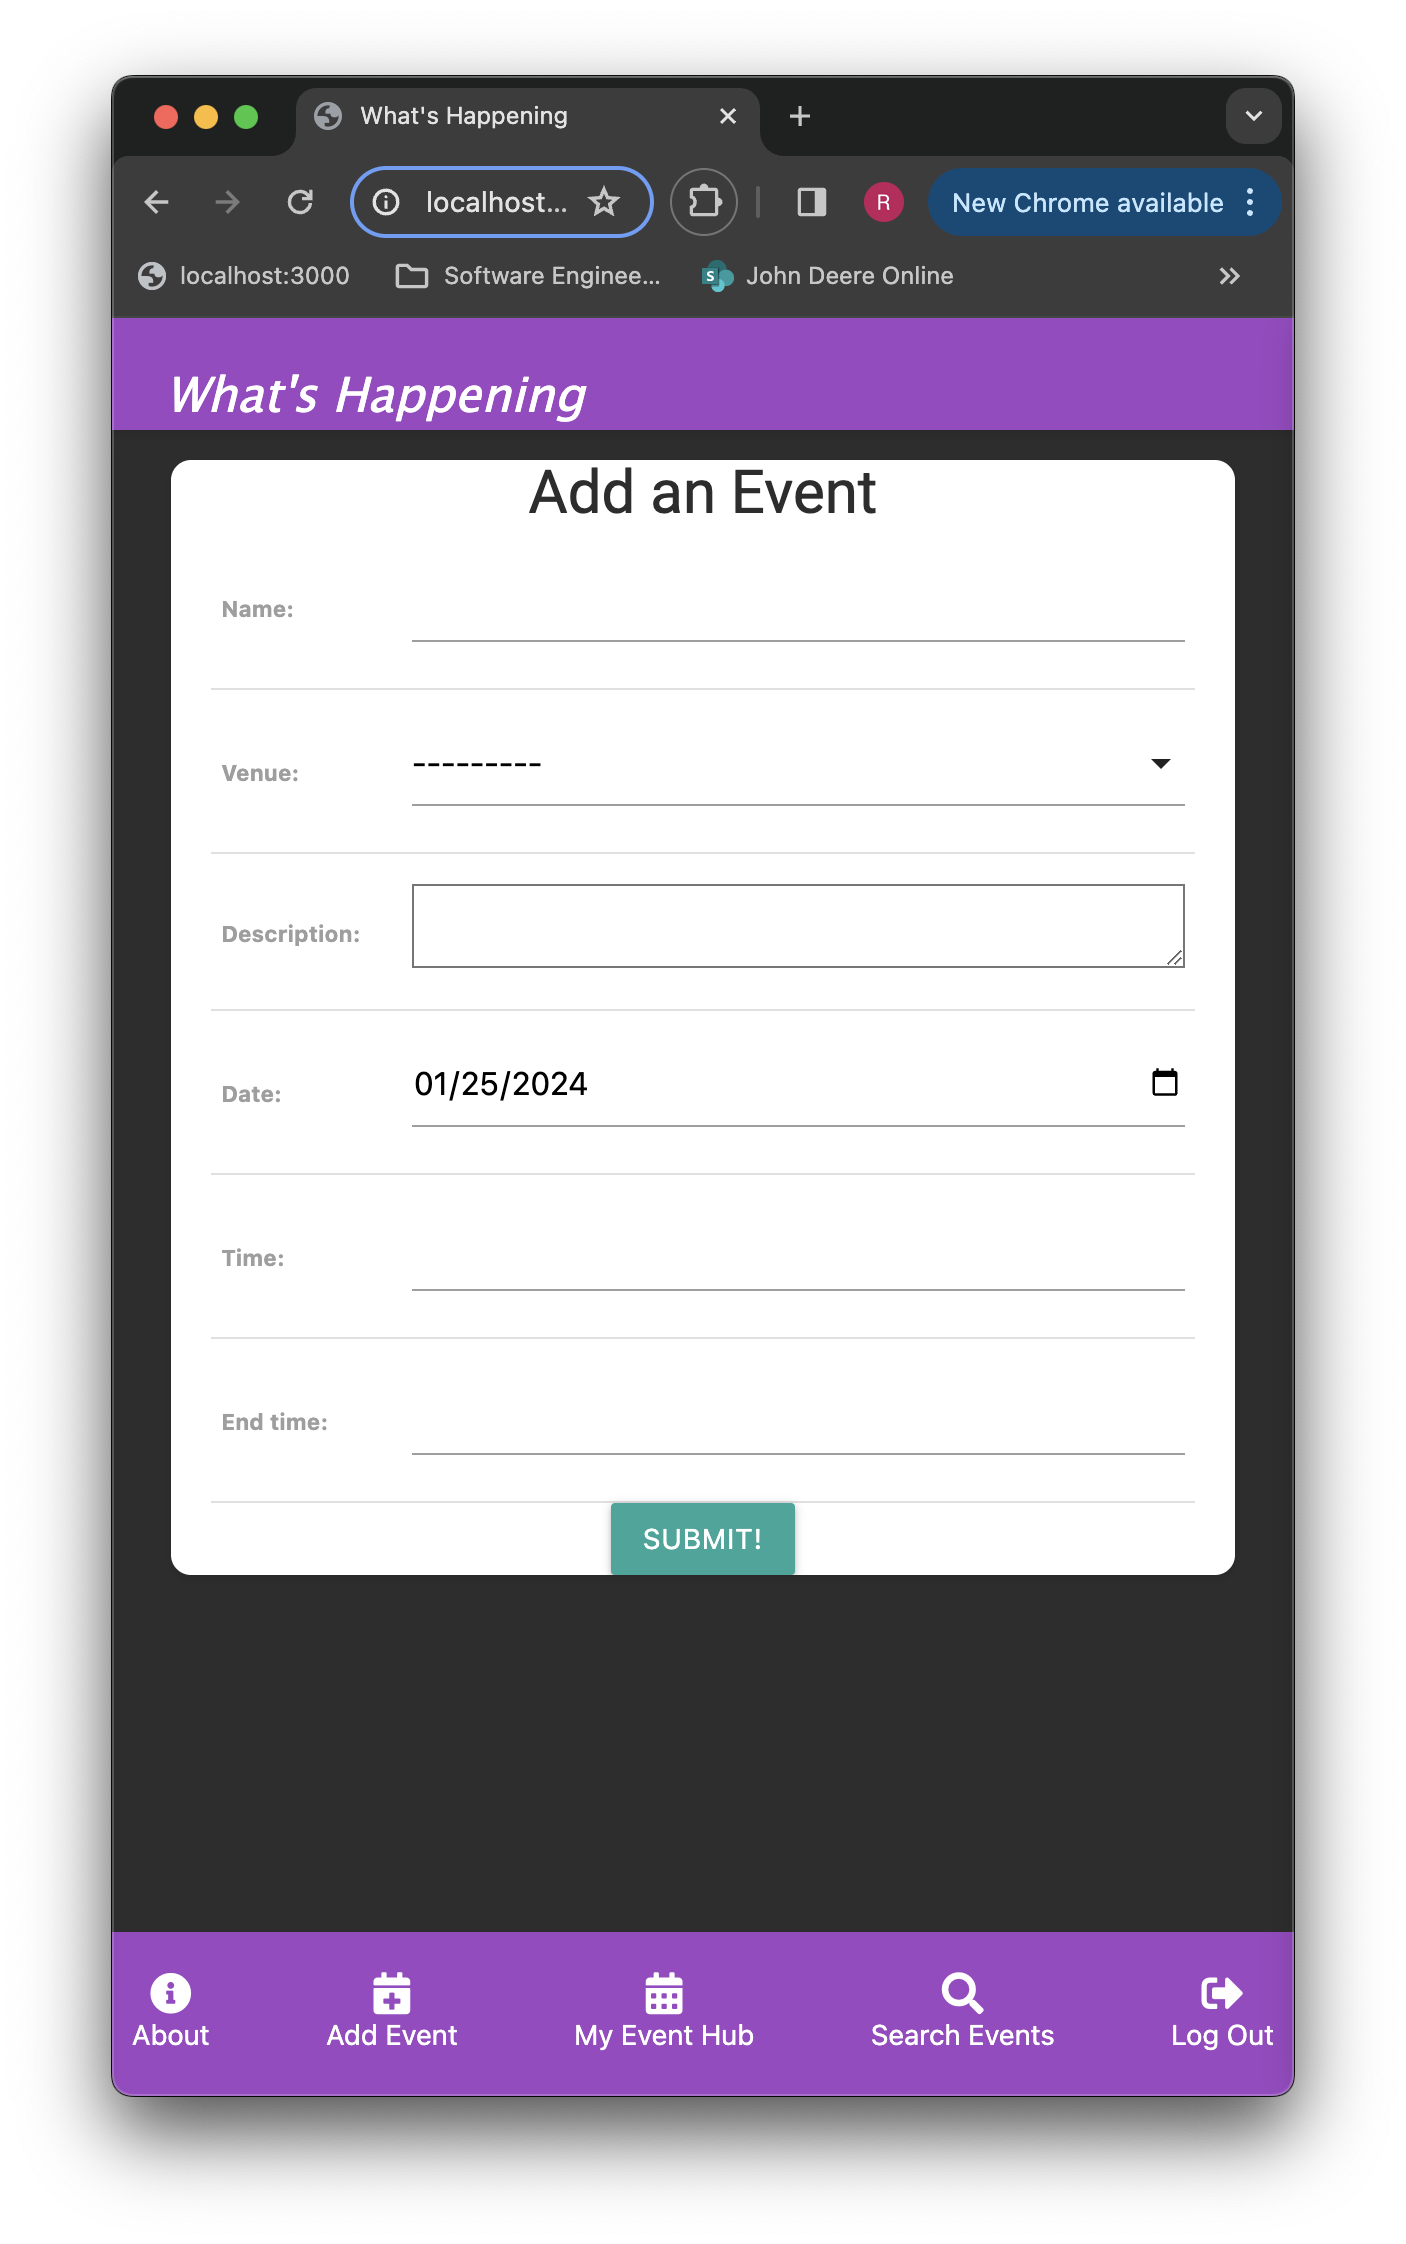 What's Happening
localhost...
R
New Chrome available
localhost:3000
Software Enginee...
S
John Deere Online
What's Happening
Add an Event
Name:
Venue:
---------
Description:
Date:
01/25/2024
Time:
End time:
SUBMIT!
About
Add Event
My Event Hub
Search Events
Log Out